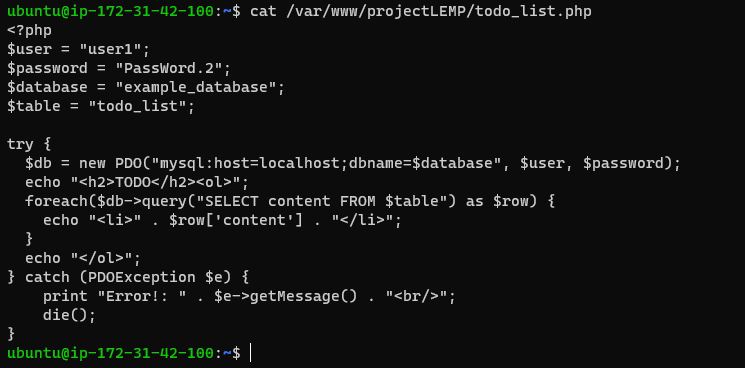 ubuntu@ip-172-31-42-100:~$ cat /var/www/projectLEMP/todo_list.php
<?php
$user = "user1";
$password = "PassWord.2";
$database = "example_database";
$table = "todo_list";

try {
  $db = new PDO("mysql:host=localhost;dbname=$database", $user, $password);
  echo "<h2>TODO</h2><ol>";
  foreach($db->query("SELECT content FROM $table") as $row) {
    echo "<li>" . $row['content'] . "</li>";
  }
  echo "</ol>";
} catch (PDOException $e) {
    print "Error!: " . $e->getMessage() . "<br/>";
    die();
}
ubuntu@ip-172-31-42-100:~$